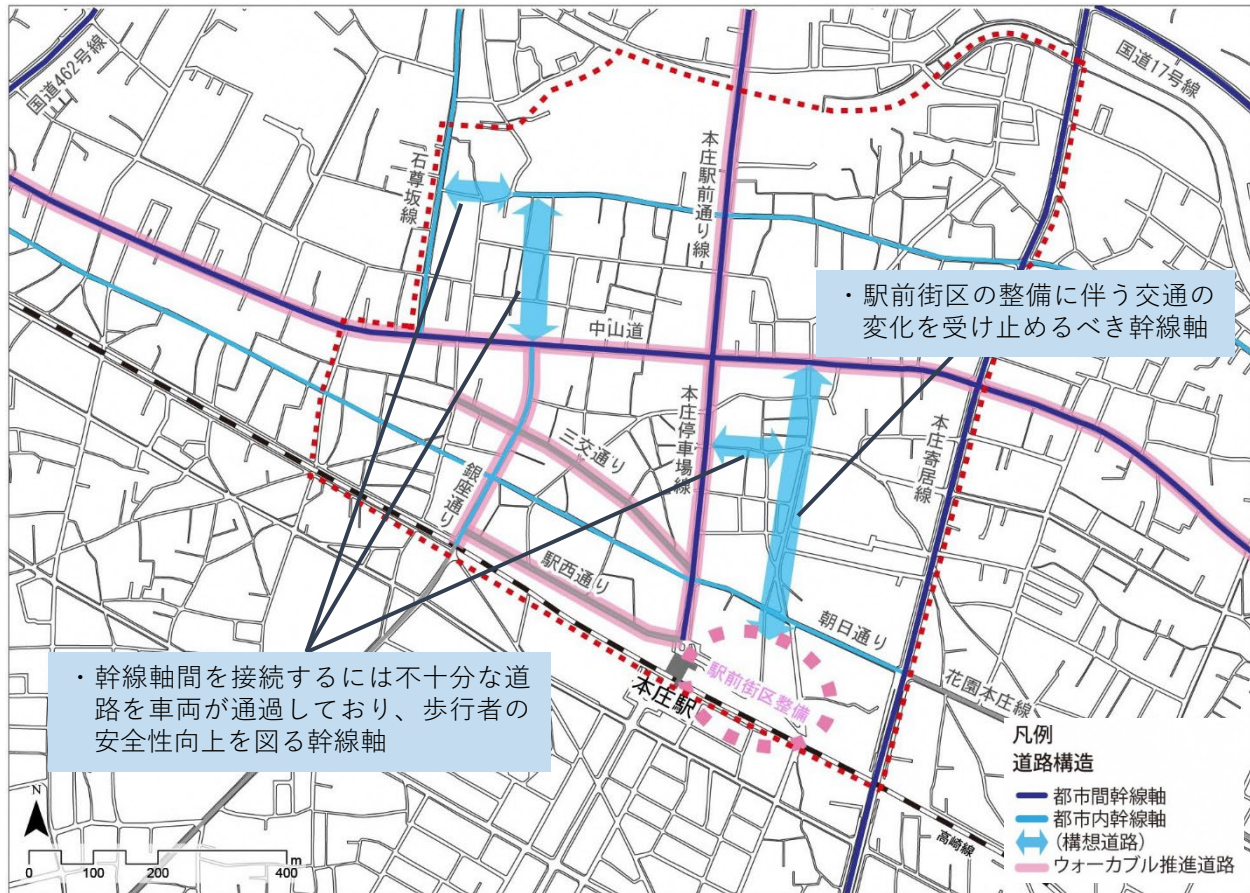 国道462号線
国道17号線
石尊坂線
本庄駅前通り線
・駅前街区の整備に伴う交通の
変化を受け止めるべき幹線軸
中山道
本庄停車場線
本庄寄居線
三交通り
銀座通り
駅西通り
朝日通り
花園本庄線
駅前街区整備
本庄駅
・幹線軸間を接続するには不十分な道
路を車両が通過しており、歩行者の
安全性向上を図る幹線軸
高崎線
凡例
道路構造
都市間幹線軸
都市内幹線軸
(構想道路)
ウォーカブル推進道路
N
m
0 100 200 400